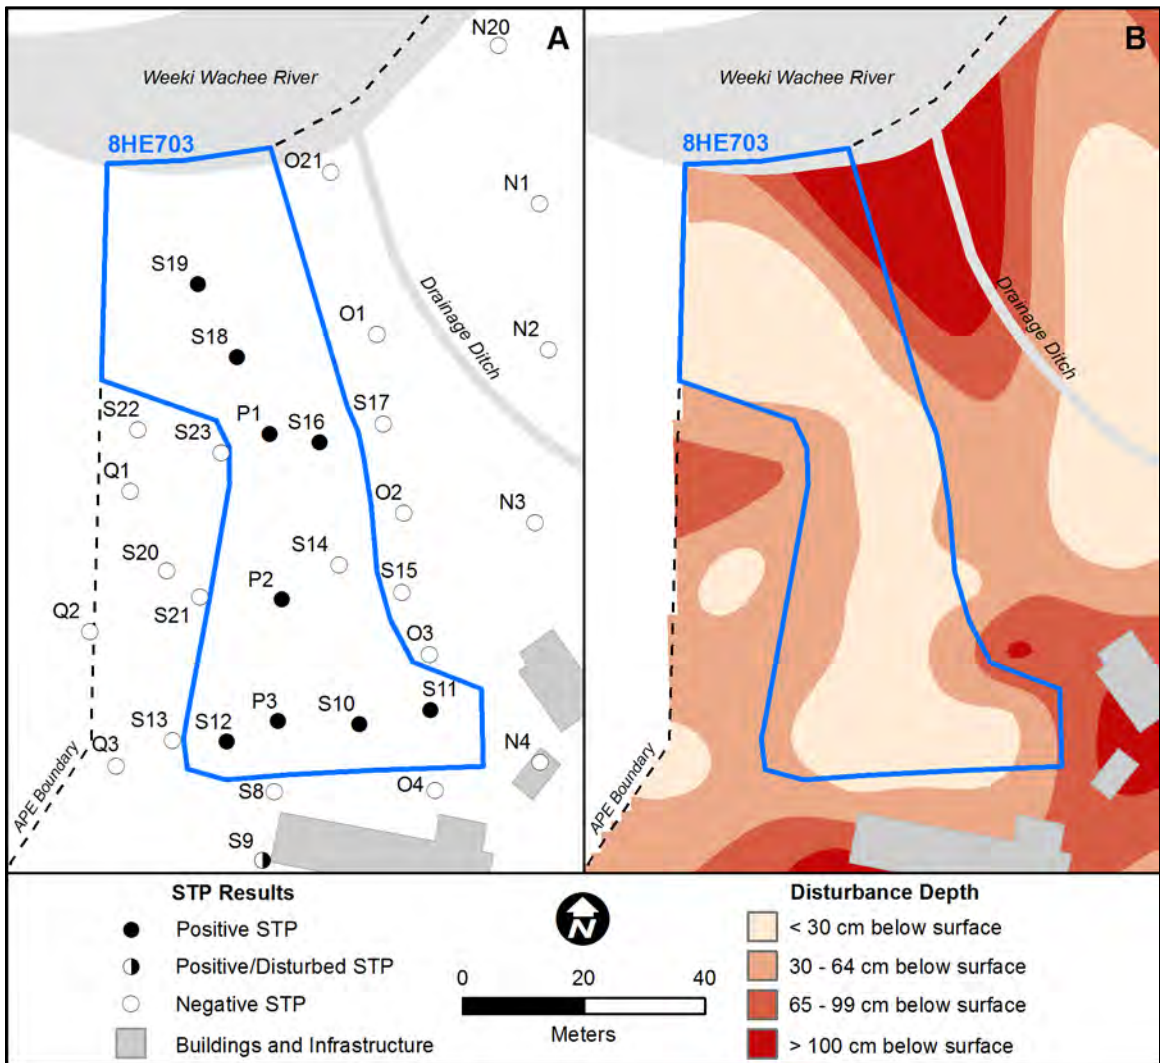 N20
A
B
Weeki Wachee River
Weeki Wachee River
8HE703
8HE703
O21
N1
S19
Drainage Ditch
Drainage Ditch
O1
N2
S18
S17
P1
S16
S22
S23
Q1
O2
N3
S14
S20
P2
S15
S21
Q2
O3
S11
P3
S10
S13
S12
Q3
N4
APE Boundary
APE Boundary
S8
O4
S9
STP Results
Positive STP
Positive/Disturbed STP
Negative STP
Buildings and Infrastructure
N
0 20 40
Meters
Disturbance Depth
< 30 cm below surface
30 - 64 cm below surface
65 - 99 cm below surface
> 100 cm below surface